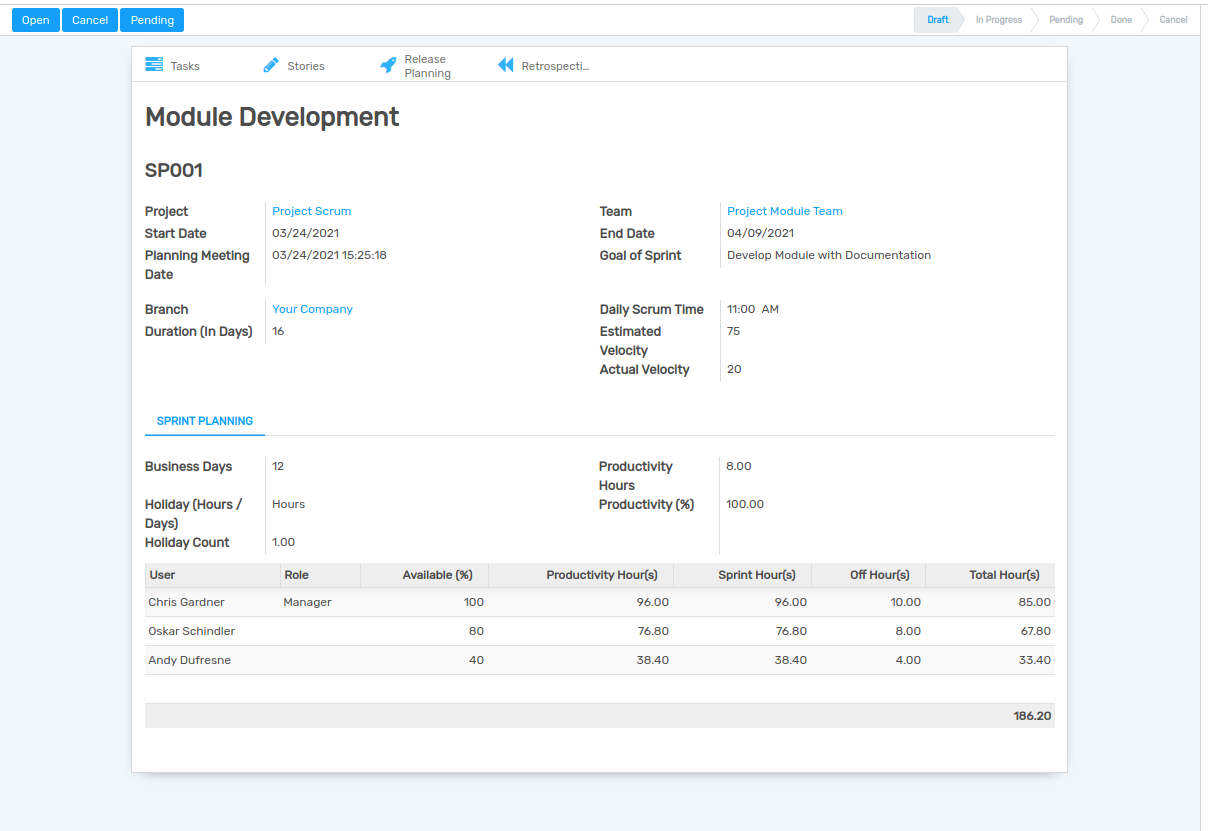 Open Cancel Pending Draft In Progress Pending Done Cancel
Tasks Stories Release Planning Retrospecti...
Module Development
SP001
Project Project Scrum Team Project Module Team
Start Date 03/24/2021 End Date 04/09/2021
Planning Meeting Date 03/24/2021 15:25:18 Goal of Sprint Develop Module with Documentation
Branch Your Company Daily Scrum Time 11:00 AM
Duration (In Days) 16 Estimated Velocity 75
Actual Velocity 20
SPRINT PLANNING
Business Days 12 Productivity Hours 8.00
Holiday (Hours / Days) Hours Productivity (%) 100.00
Holiday Count 1.00
User Role Available (%) Productivity Hour(s) Sprint Hour(s) Off Hour(s) Total Hour(s)
Chris Gardner Manager 100 96.00 96.00 10.00 85.00
Oskar Schindler 80 76.80 76.80 8.00 67.80
Andy Dufresne 40 38.40 38.40 4.00 33.40
186.20